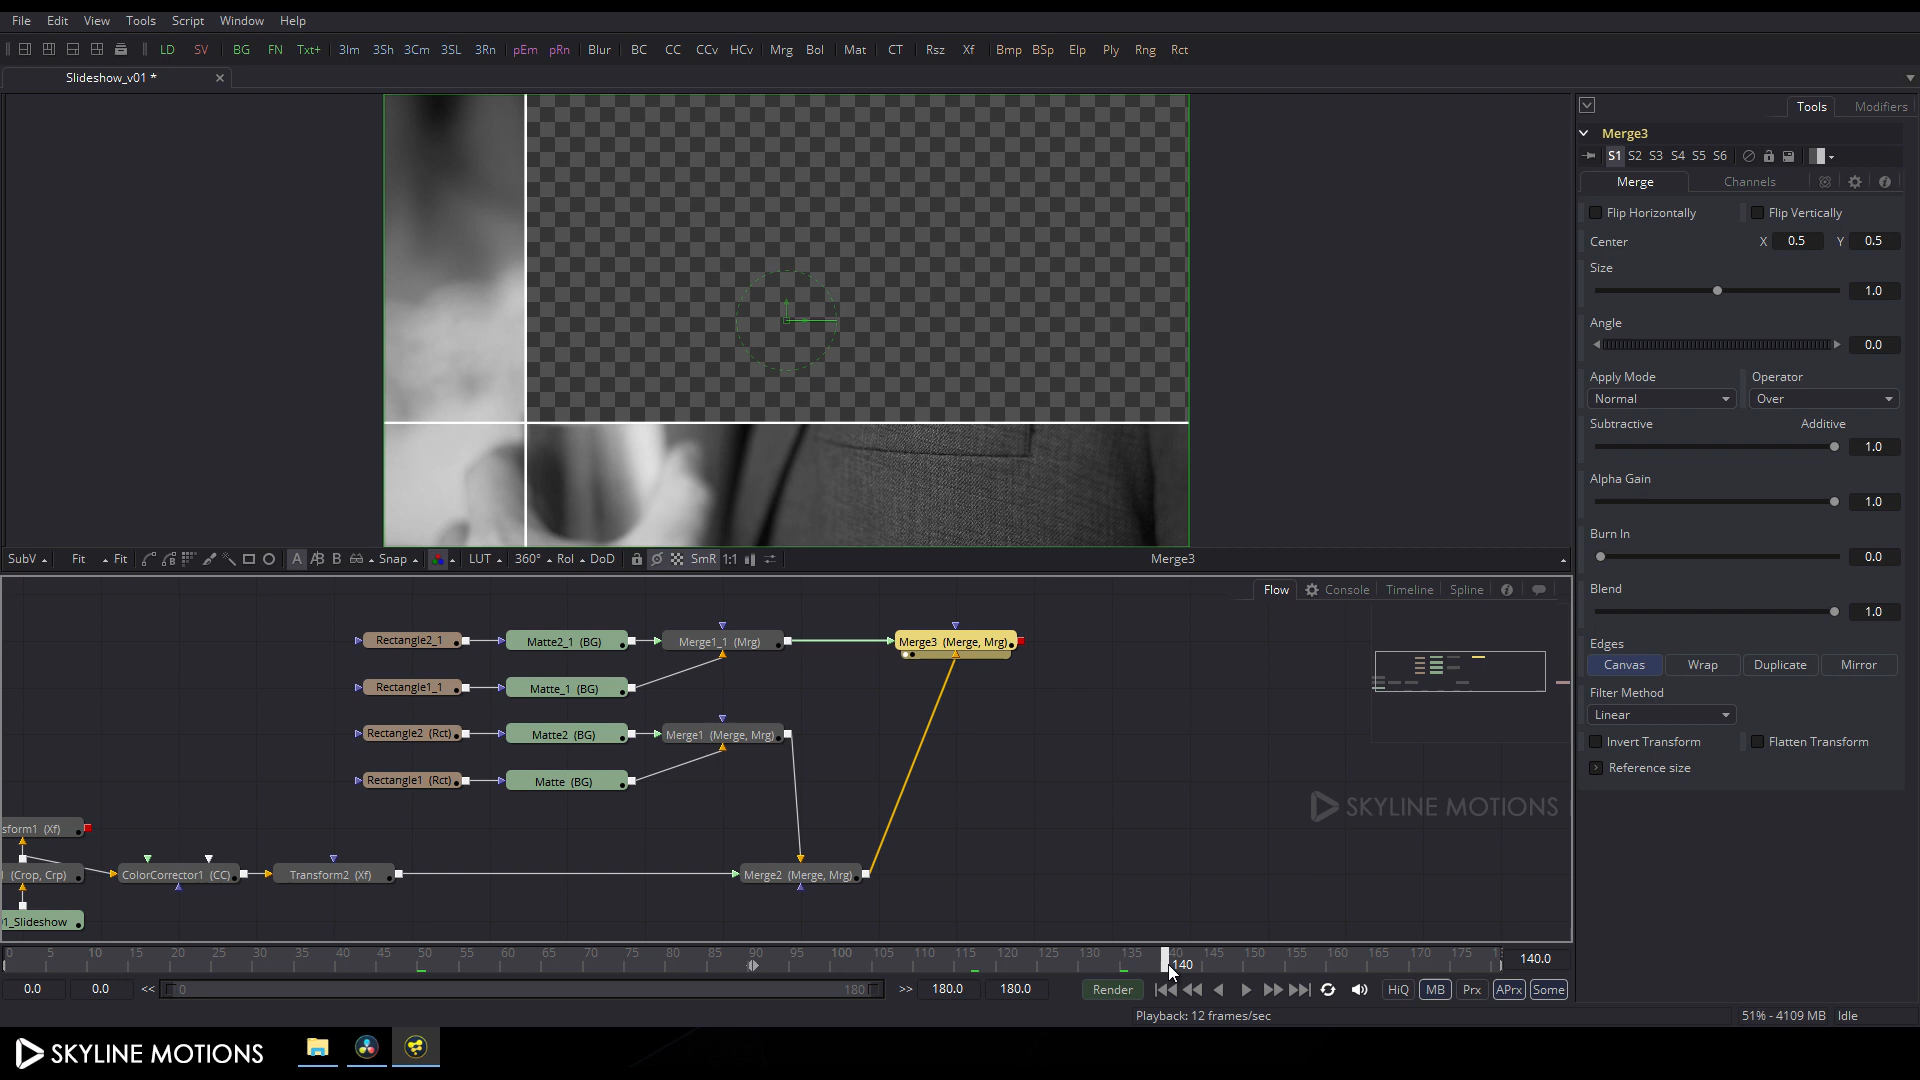 File Edit View Tools Script Window Help
LD SV BG FN Txt+ 3Im 3Sh 3Cm 3SL 3Rn pEm pRn Blur BC CC CCv HCv Mrg Bol Mat CT Rsz Xf Bmp BSp Elp Ply Rng Rct
Slideshow_v01 *
Tools Modifiers
Merge3
S1 S2 S3 S4 S5 S6
Merge Channels
Flip Horizontally Flip Vertically
Center X 0.5 Y 0.5
Size
1.0
Angle
0.0
Apply Mode Operator
Normal Over
Subtractive Additive
1.0
Alpha Gain
1.0
Burn In
0.0
Blend
1.0
Edges
Canvas Wrap Duplicate Mirror
Filter Method
Linear
Invert Transform Flatten Transform
Reference size
SubV Fit Fit A A/B B Snap LUT 360° RoI DoD SmR 1:1 Merge3
Flow Console Timeline Spline
Rectangle2_1 Matte2_1 (BG) Merge1_1 (Mrg) Merge3 (Merge, Mrg)
Rectangle1_1 Matte_1 (BG)
Rectangle2 (Rct) Matte2 (BG) Merge1 (Merge, Mrg)
Rectangle1 (Rct) Matte (BG)
SKYLINE MOTIONS
sform1 (Xf)
(Crop, Crp) ColorCorrector1 (CC) Transform2 (Xf) Merge2 (Merge, Mrg)
1_Slideshow
0 5 10 15 20 25 30 35 40 45 50 55 60 65 70 75 80 85 90 95 100 105 110 115 120 125 130 135 40 145 150 155 160 165 170 175
140 140.0
0.0 0.0 << 0 180 >> 180.0 180.0 Render HiQ MB Prx APrx Some
Playback: 12 frames/sec 51% - 4109 MB Idle
SKYLINE MOTIONS